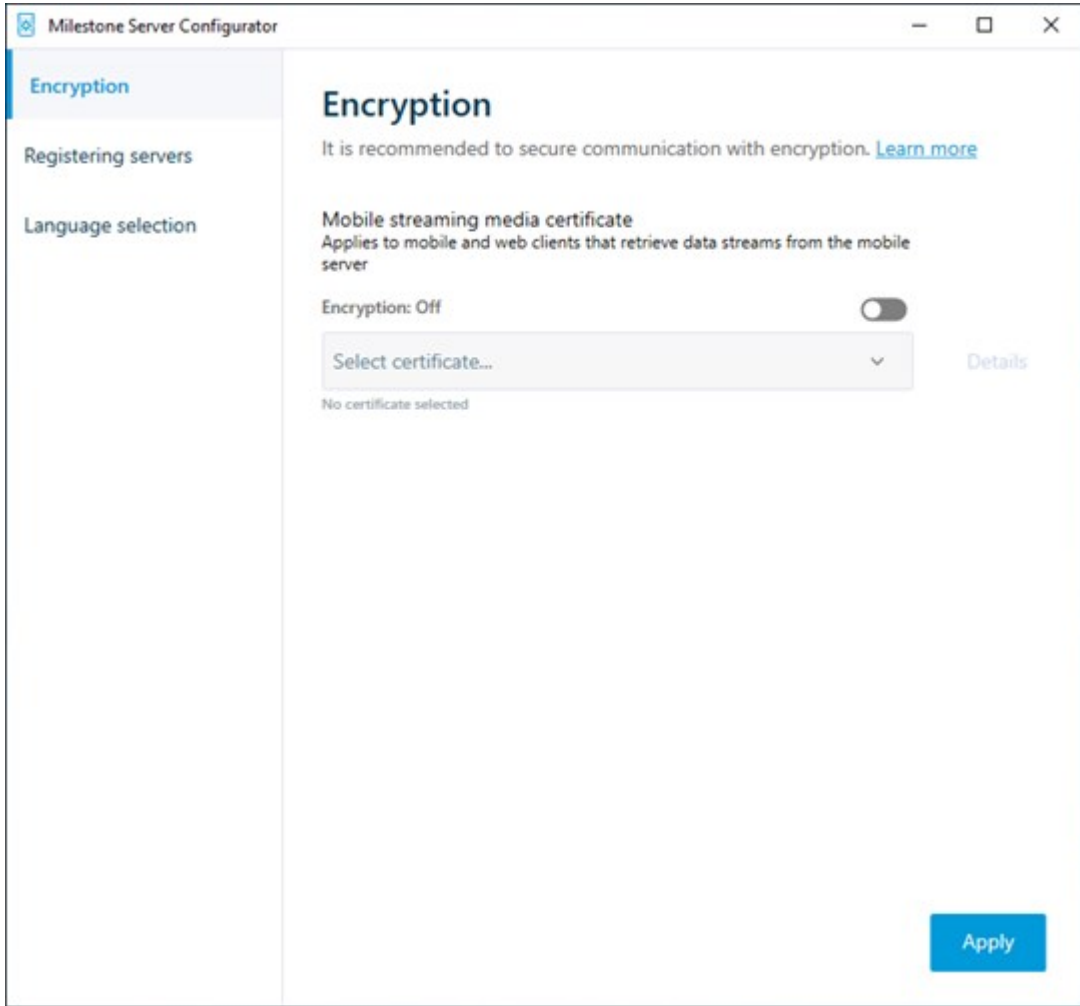 Milestone Server Configurator
Encryption
Registering servers
Language selection
Encryption
It is recommended to secure communication with encryption. Learn more
Mobile streaming media certificate
Applies to mobile and web clients that retrieve data streams from the mobile
server
Encryption: Off
Select certificate...
Details
No certificate selected
Apply